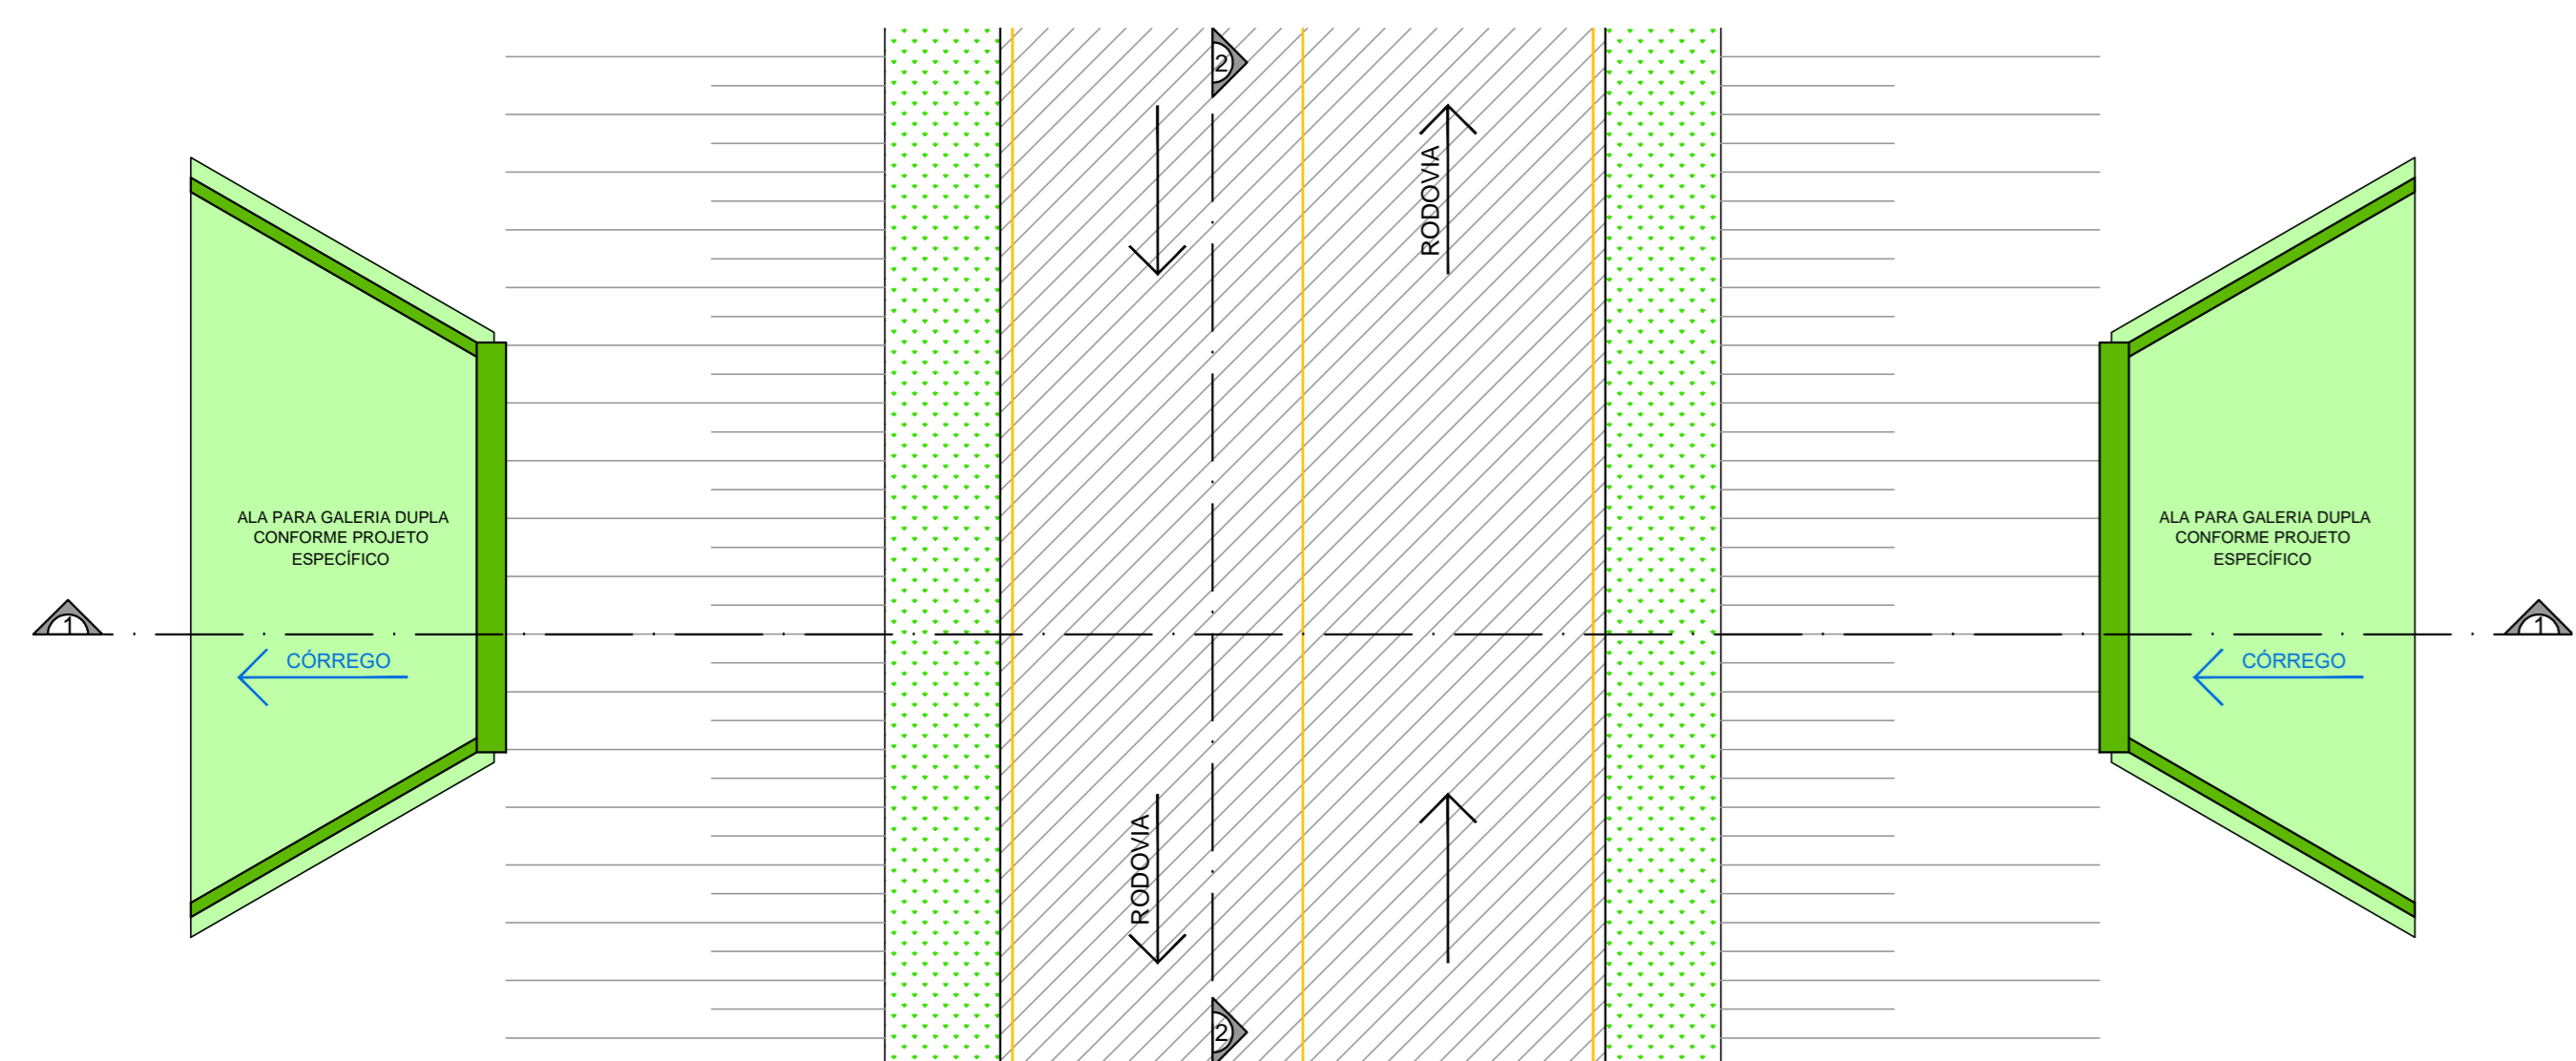 2
RODOVIA
ALA PARA GALERIA DUPLA
CONFORME PROJETO
ESPECÍFICO
ALA PARA GALERIA DUPLA
CONFORME PROJETO
ESPECÍFICO
1
1
CÓRREGO
CÓRREGO
RODOVIA
2